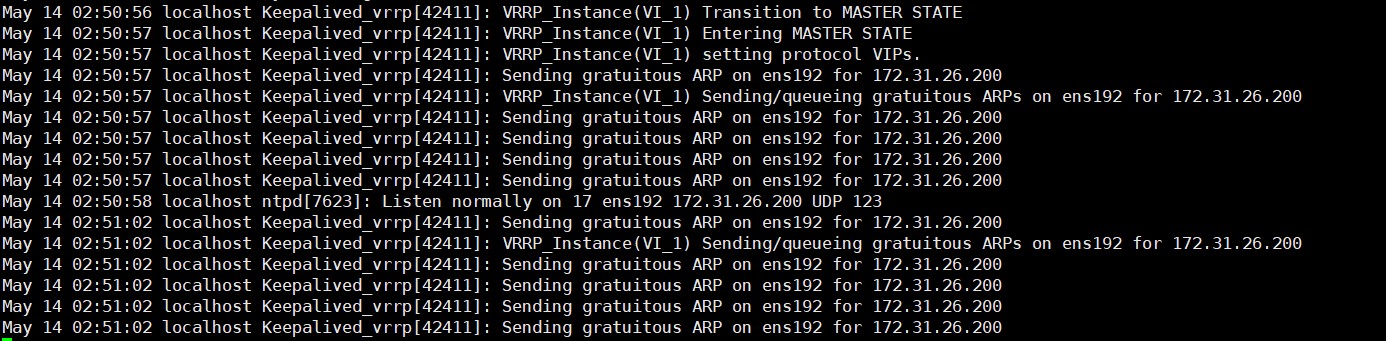 May 14 02:50:56 localhost Keepalived_vrrp[42411]: VRRP_Instance(VI_1) Transition to MASTER STATE
May 14 02:50:57 localhost Keepalived_vrrp[42411]: VRRP_Instance(VI_1) Entering MASTER STATE
May 14 02:50:57 localhost Keepalived_vrrp[42411]: VRRP_Instance(VI_1) setting protocol VIPs.
May 14 02:50:57 localhost Keepalived_vrrp[42411]: Sending gratuitous ARP on ens192 for 172.31.26.200
May 14 02:50:57 localhost Keepalived_vrrp[42411]: VRRP_Instance(VI_1) Sending/queueing gratuitous ARPs on ens192 for 172.31.26.200
May 14 02:50:57 localhost Keepalived_vrrp[42411]: Sending gratuitous ARP on ens192 for 172.31.26.200
May 14 02:50:57 localhost Keepalived_vrrp[42411]: Sending gratuitous ARP on ens192 for 172.31.26.200
May 14 02:50:57 localhost Keepalived_vrrp[42411]: Sending gratuitous ARP on ens192 for 172.31.26.200
May 14 02:50:57 localhost Keepalived_vrrp[42411]: Sending gratuitous ARP on ens192 for 172.31.26.200
May 14 02:50:58 localhost ntpd[7623]: Listen normally on 17 ens192 172.31.26.200 UDP 123
May 14 02:51:02 localhost Keepalived_vrrp[42411]: Sending gratuitous ARP on ens192 for 172.31.26.200
May 14 02:51:02 localhost Keepalived_vrrp[42411]: VRRP_Instance(VI_1) Sending/queueing gratuitous ARPs on ens192 for 172.31.26.200
May 14 02:51:02 localhost Keepalived_vrrp[42411]: Sending gratuitous ARP on ens192 for 172.31.26.200
May 14 02:51:02 localhost Keepalived_vrrp[42411]: Sending gratuitous ARP on ens192 for 172.31.26.200
May 14 02:51:02 localhost Keepalived_vrrp[42411]: Sending gratuitous ARP on ens192 for 172.31.26.200
May 14 02:51:02 localhost Keepalived_vrrp[42411]: Sending gratuitous ARP on ens192 for 172.31.26.200